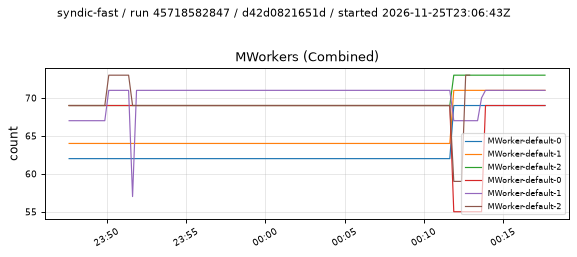 syndic-fast / run 45718582847 / d42d0821651d / started 2026-11-25T23:06:43Z
MWorkers (Combined)
count
70
65
60
55
MWorker-default-0
MWorker-default-1
MWorker-default-2
MWorker-default-0
MWorker-default-1
MWorker-default-2
23:50
23:55
00:00
00:05
00:10
00:15